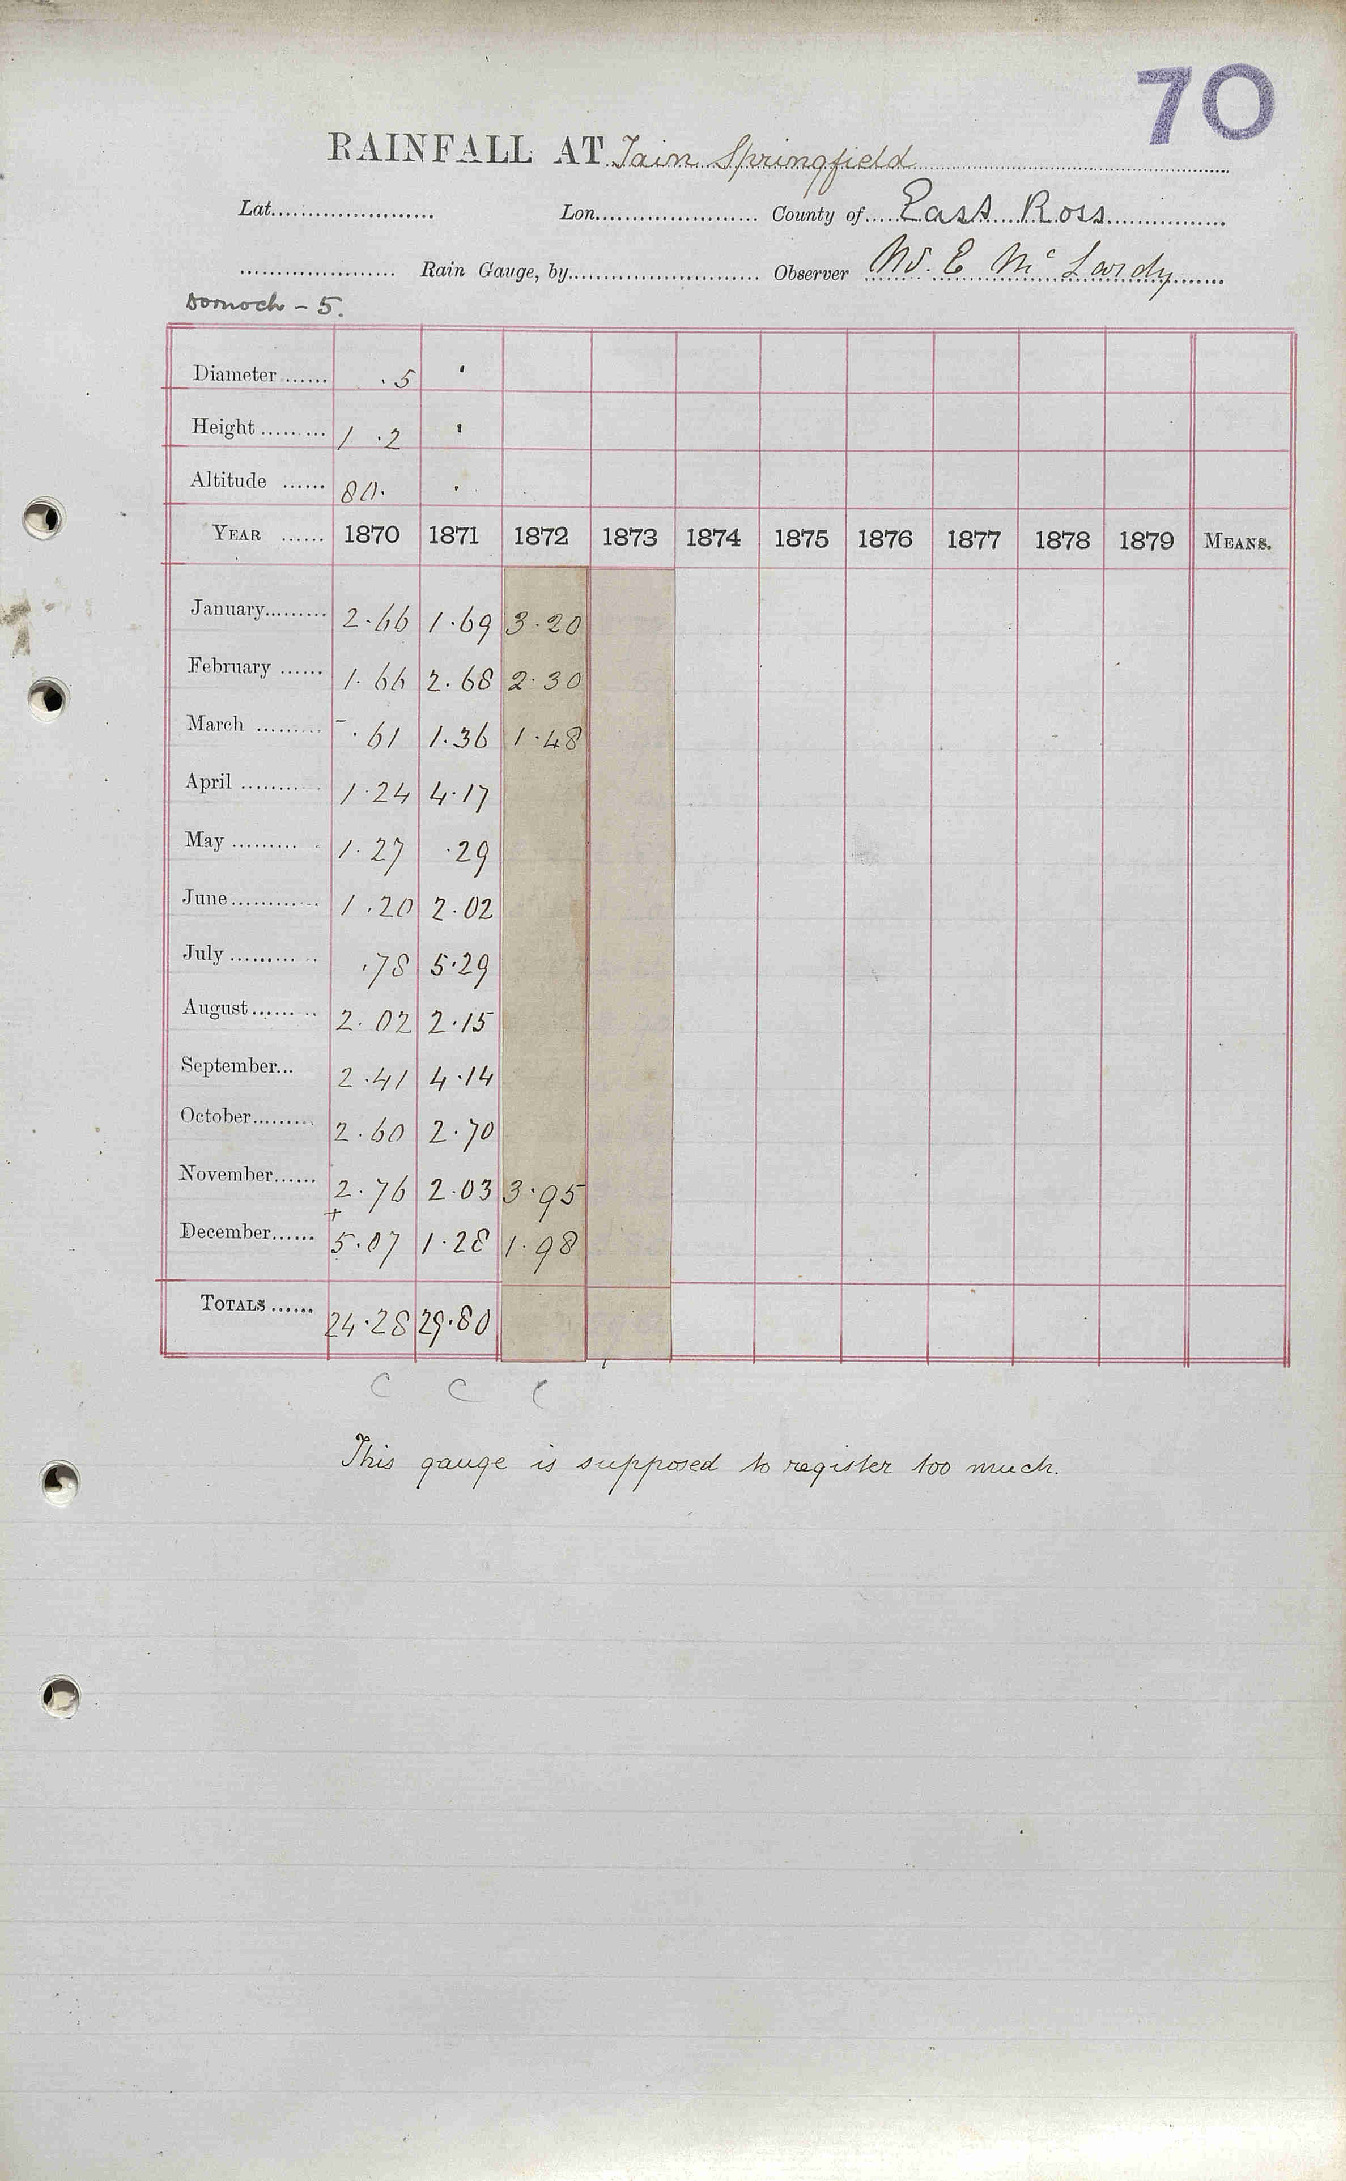 70
RAINFALL AT Tain Springfield
Lat. Lon. County of East Ross
Rain Gauge, by Observer W. E McLardy
Dornoch - 5.
Diameter .5 "
Height 1 .2 "
Altitude 80. "
YEAR 1870 1871 1872 1873 1874 1875 1876 1877 1878 1879 MEANS.
January 2.66 1.69 3.20
February 1.66 2.68 2.30
March .61 1.36 1.48
April 1.24 4.17
May 1.27 .29
June 1.20 2.02
July .78 5.29
August 2.02 2.15
September 2.41 4.14
October 2.60 2.70
November 2.76 2.03 3.95
December 5.07 1.28 1.98
TOTALS 24.28 29.80
C C C
This gauge is supposed to register too much.